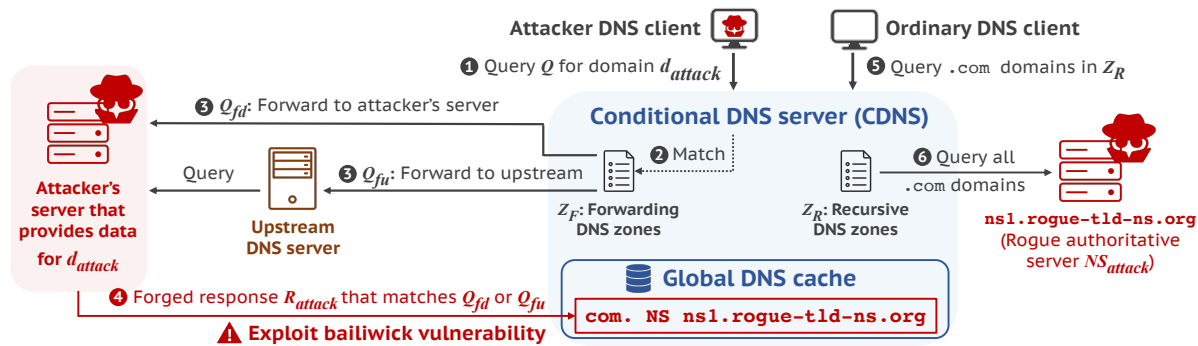 Attacker DNS client
Ordinary DNS client
❶ Query Q for domain d_attack
❺ Query .com domains in Z_R
❸ Q_fd: Forward to attacker's server
Conditional DNS server (CDNS)
❷ Match
❻ Query all
.com domains
Query
❸ Q_fu: Forward to upstream
Attacker's
server that
provides data
for d_attack
Upstream
DNS server
Z_F: Forwarding
DNS zones
Z_R: Recursive
DNS zones
ns1.rogue-tld-ns.org
(Rogue authoritative
server NS_attack)
Global DNS cache
❹ Forged response R_attack that matches Q_fd or Q_fu
com. NS ns1.rogue-tld-ns.org
Exploit bailiwick vulnerability